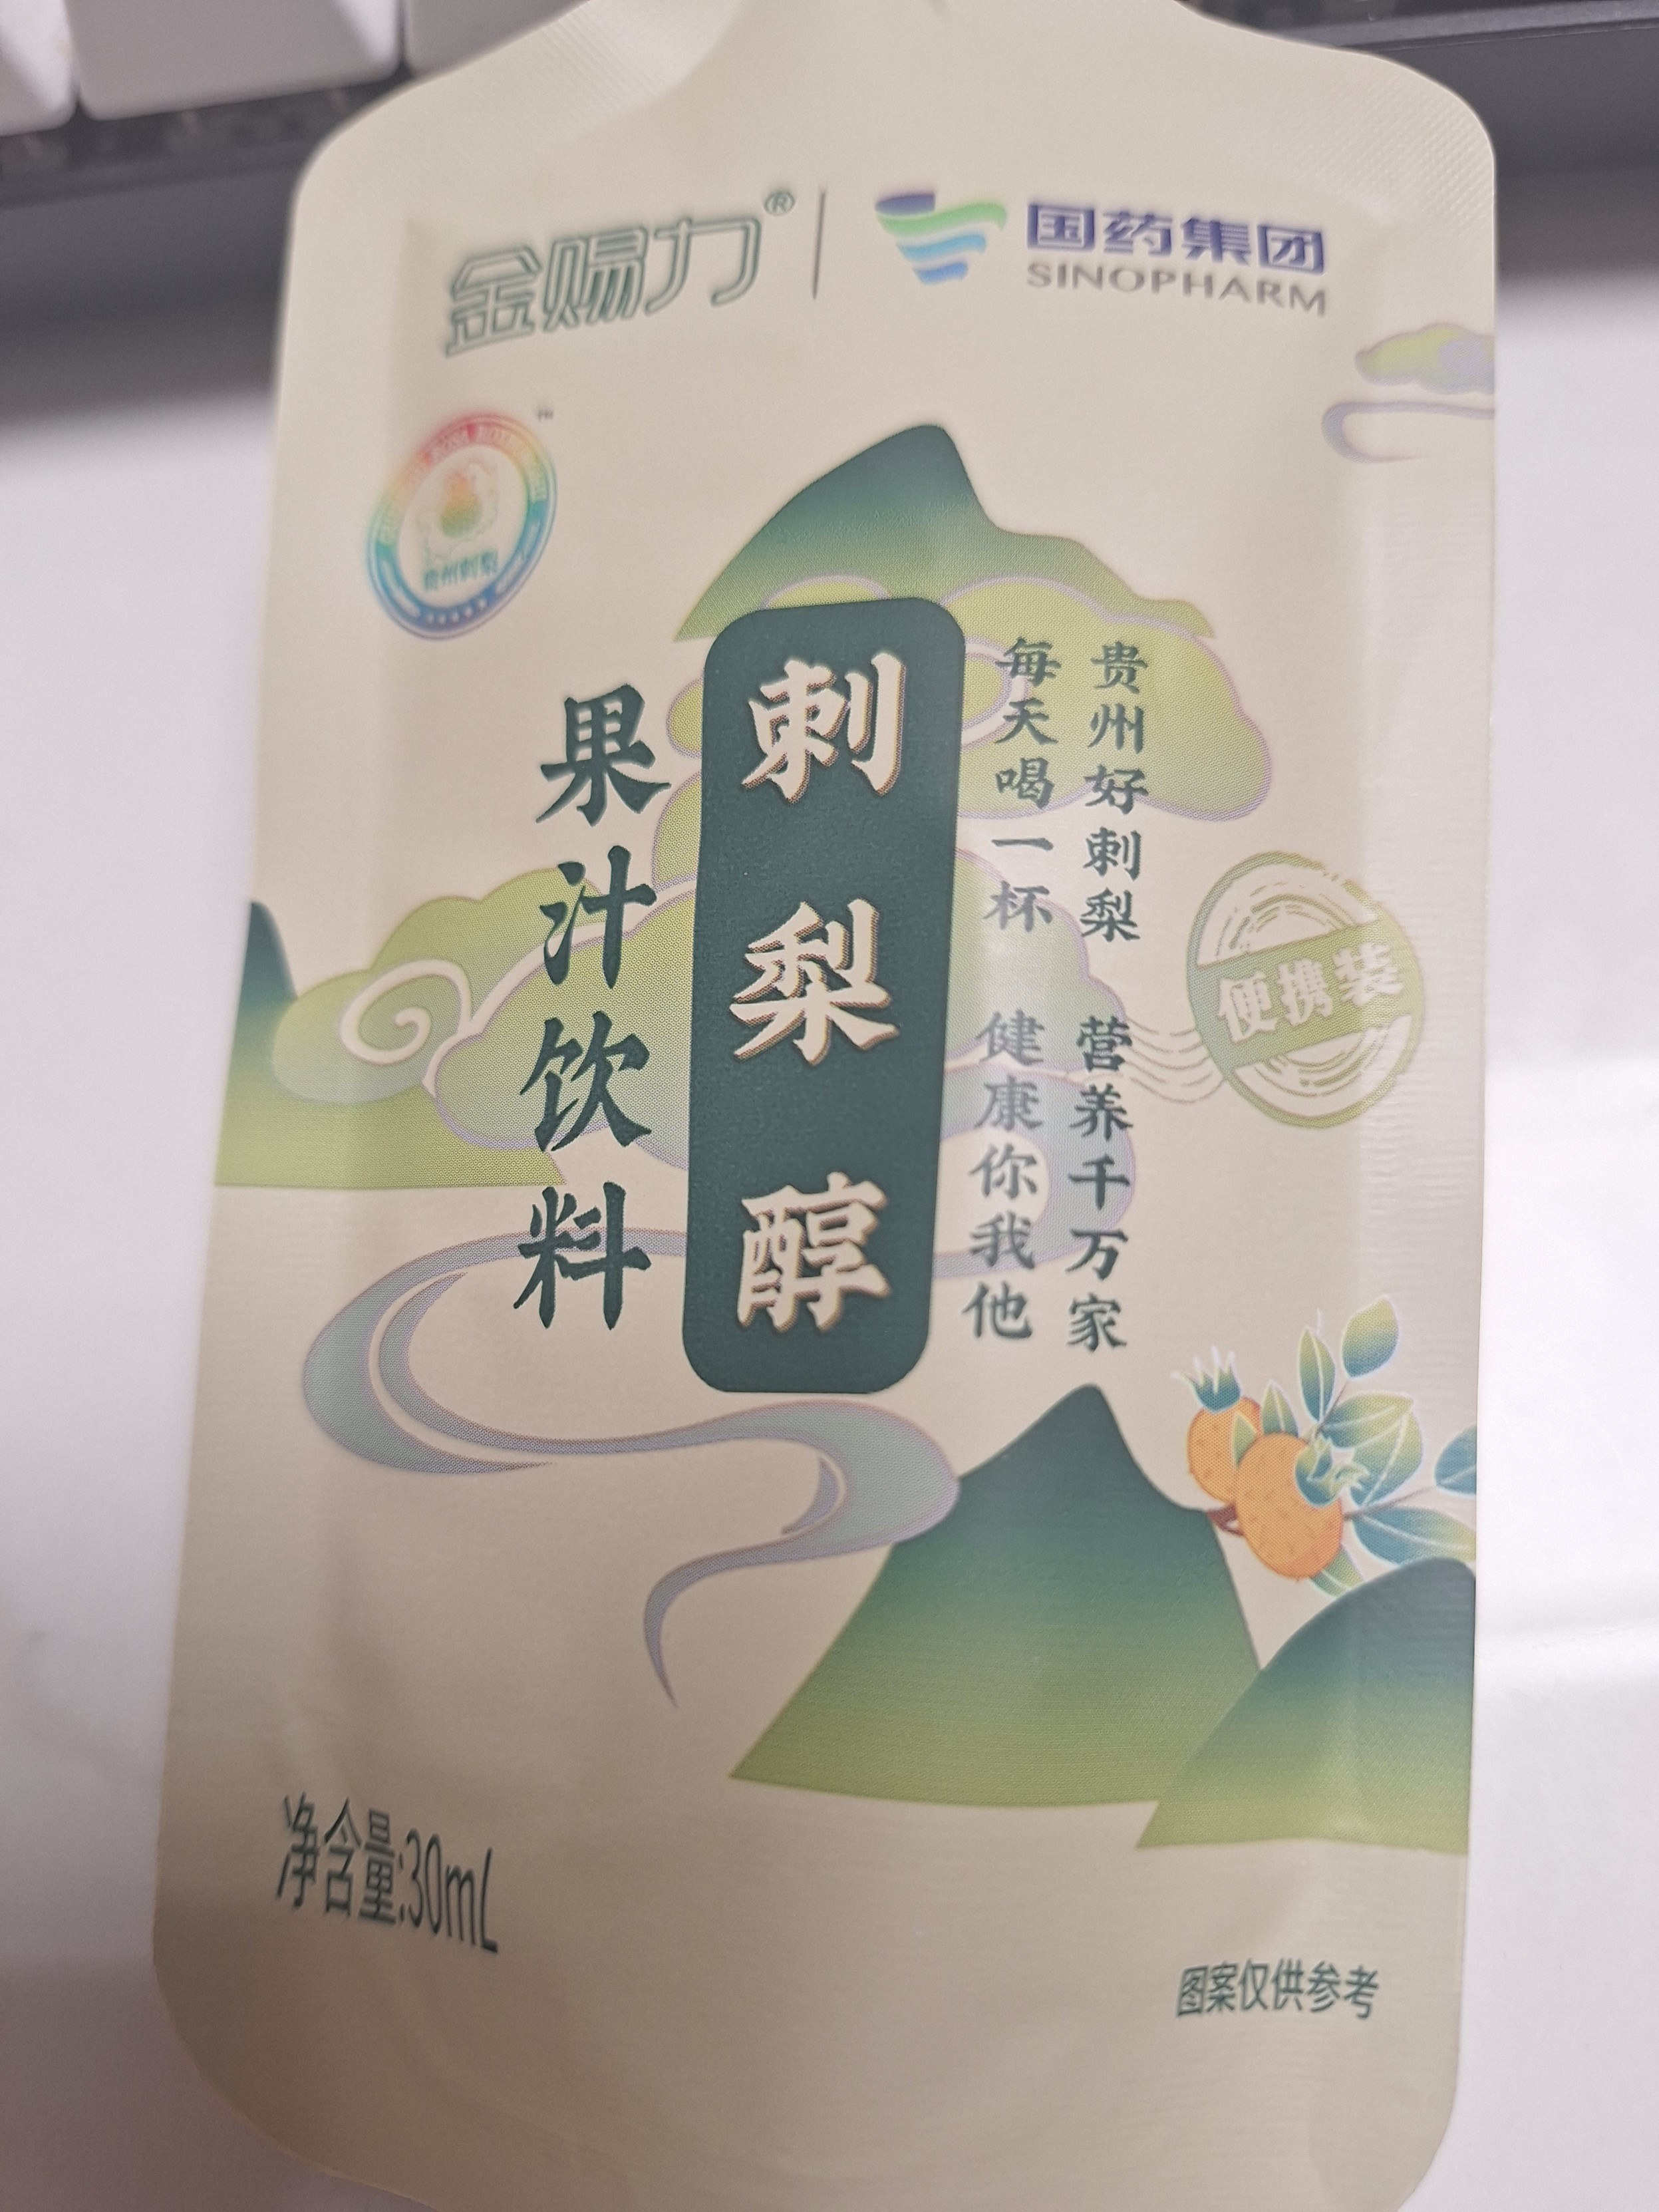 金赐力®
国药集团
SINOPHARM
TM
贵州刺梨
贵州好刺梨 营养千万家
每天喝一杯 健康你我他
刺梨醇
果汁饮料
便携装
净含量:30mL
图案仅供参考